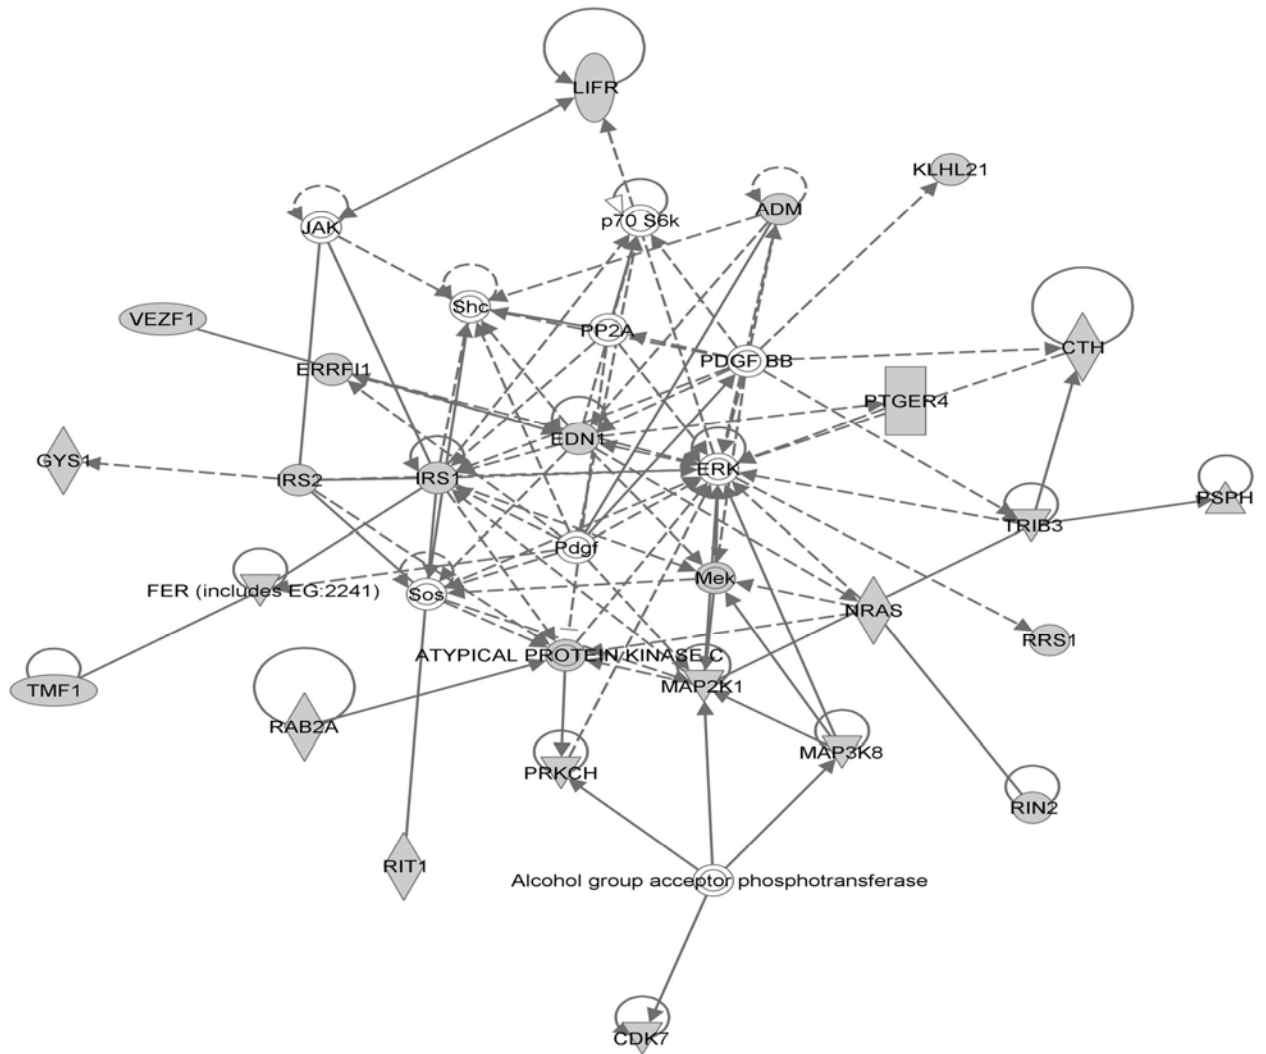 LIFR
KLHL21
ADM
p70 S6k
JAK
Shc
VEZF1
PP2A
CTH
PDGF BB
ERRFI1
PTGER4
EDN1
GYS1
ERK
IRS2
IRS1
PSPH
TRIB3
Pdgf
Mek
FER (includes EG:2241)
Sos
NRAS
RRS1
ATYPICAL PROTEIN KINASE C
MAP2K1
TMF1
RAB2A
MAP3K8
PRKCH
RIN2
RIT1
Alcohol group acceptor phosphotransferase
CDK7